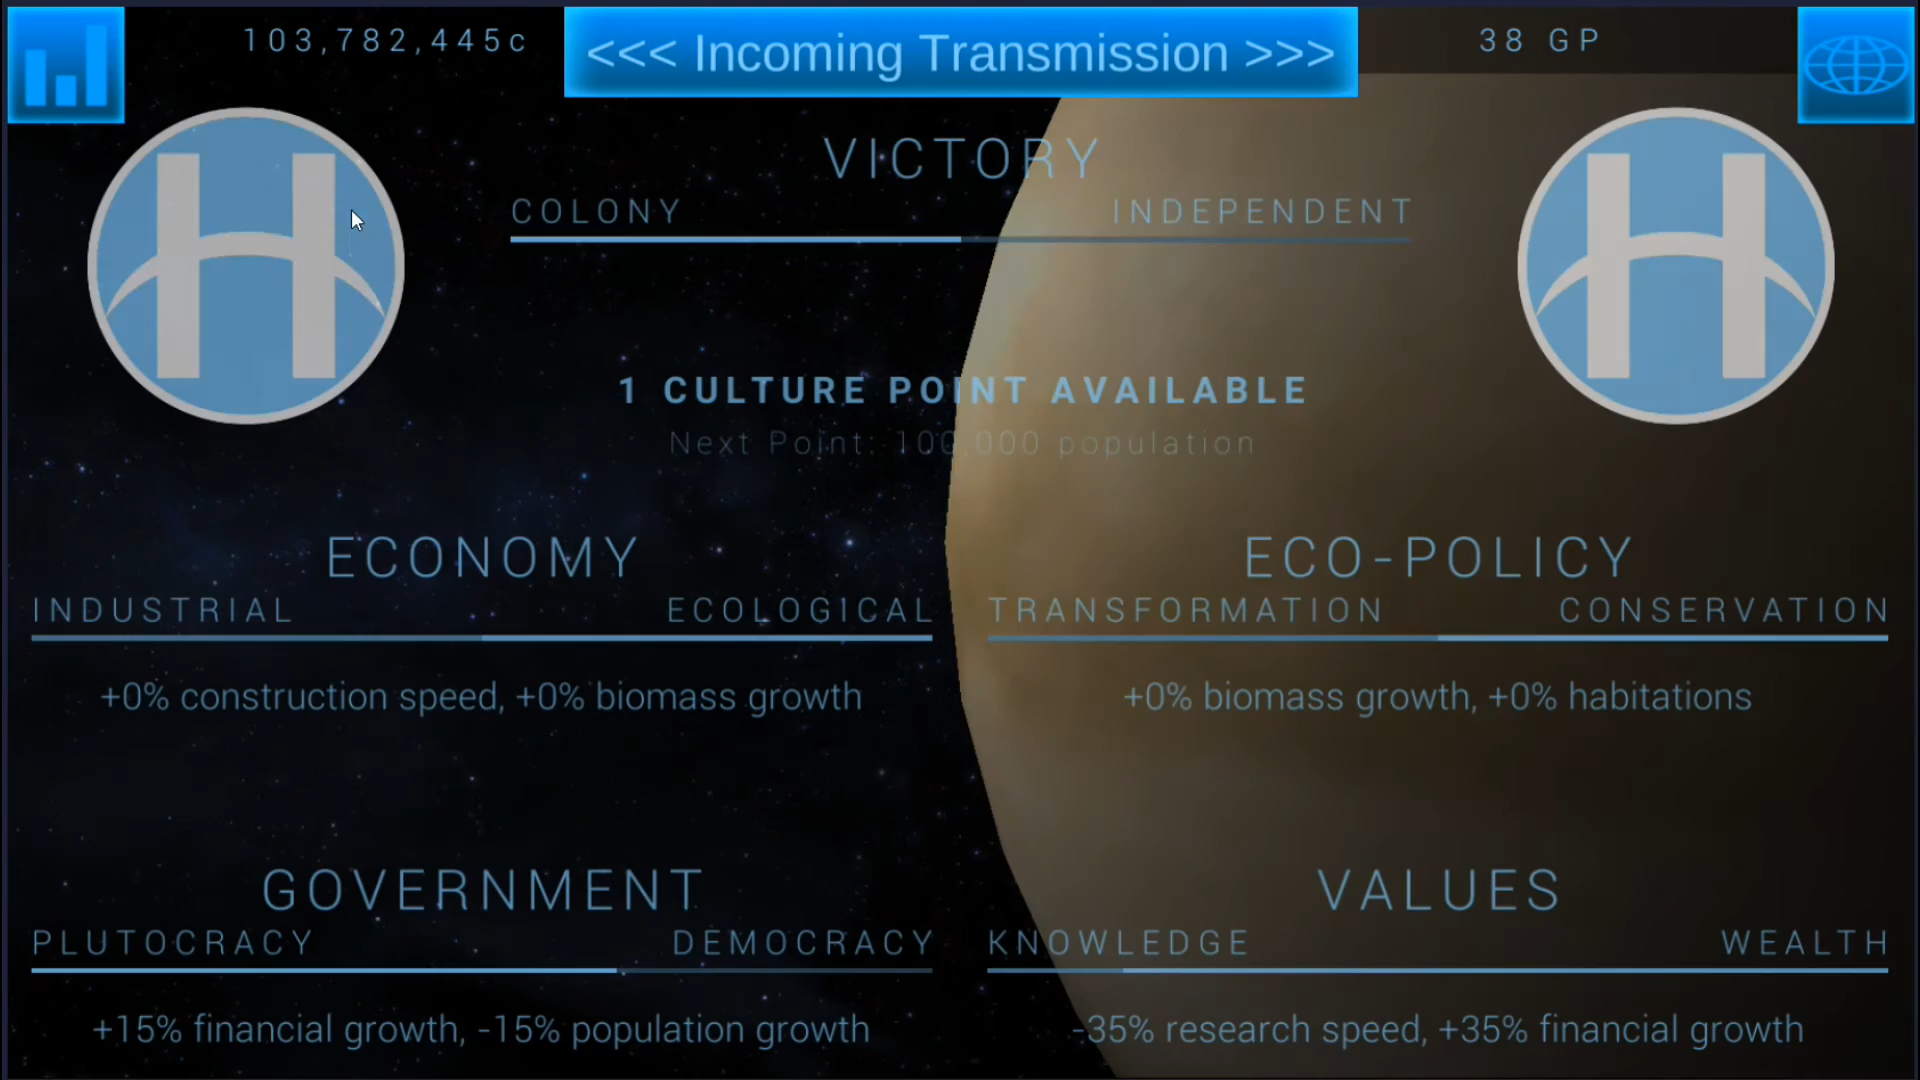 103,782,445c
<<< Incoming Transmission >>>
38 GP
H
H
VICTORY
COLONY
INDEPENDENT
1 CULTURE POINT AVAILABLE
Next Point: 100,000 population
ECONOMY
INDUSTRIAL
ECOLOGICAL
+0% construction speed, +0% biomass growth
ECO-POLICY
TRANSFORMATION
CONSERVATION
+0% biomass growth, +0% habitations
GOVERNMENT
PLUTOCRACY
DEMOCRACY
+15% financial growth, -15% population growth
VALUES
KNOWLEDGE
WEALTH
-35% research speed, +35% financial growth